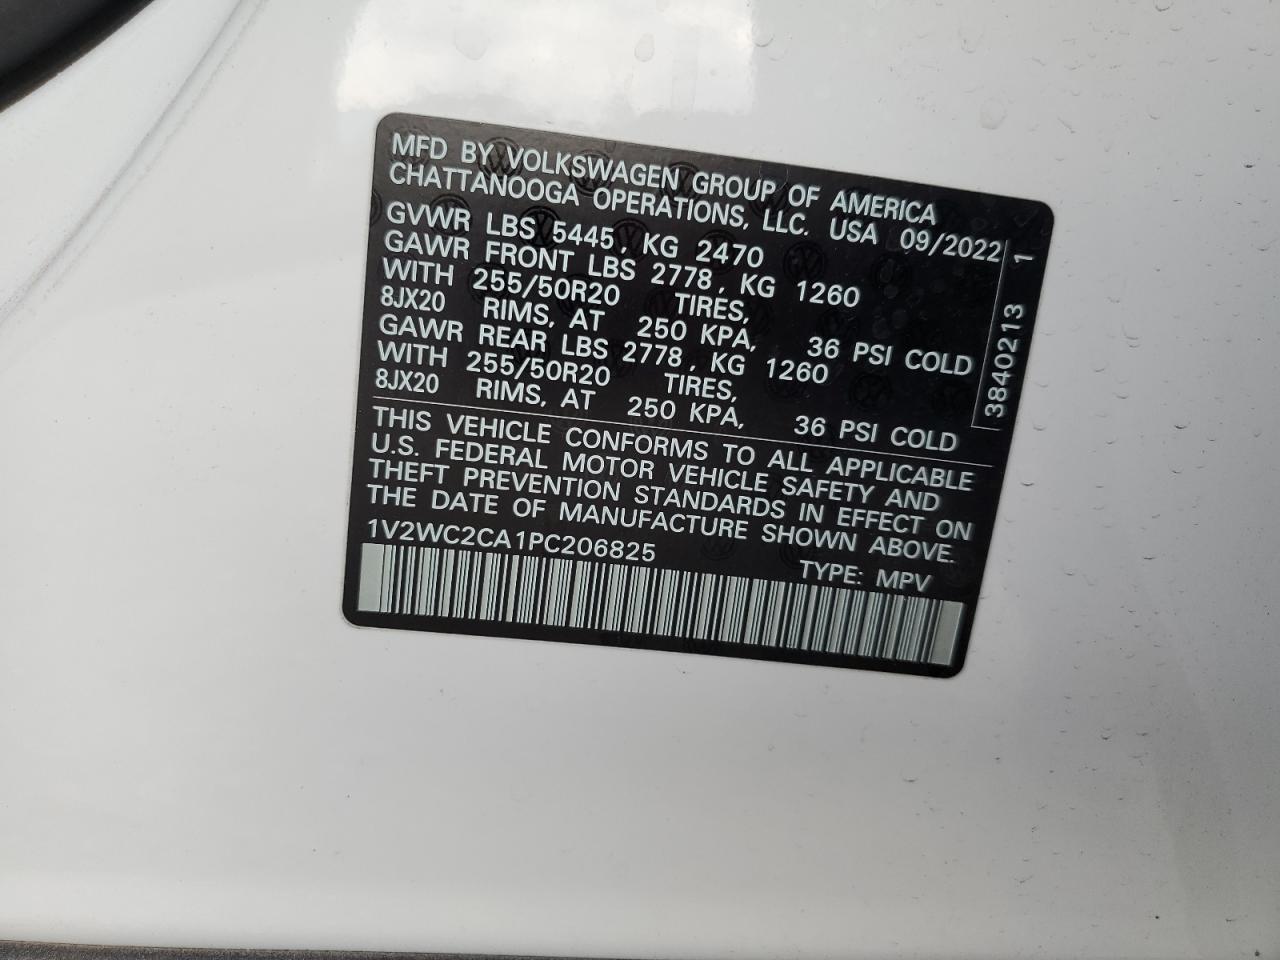 MFD BY VOLKSWAGEN GROUP OF AMERICA
CHATTANOOGA OPERATIONS, LLC. USA 09/2022
GVWR LBS 5445, KG 2470
GAWR FRONT LBS 2778, KG 1260
WITH 255/50R20 TIRES,
8JX20 RIMS, AT 250 KPA, 36 PSI COLD
GAWR REAR LBS 2778, KG 1260
WITH 255/50R20 TIRES,
8JX20 RIMS, AT 250 KPA, 36 PSI COLD
3840213 1
THIS VEHICLE CONFORMS TO ALL APPLICABLE
U.S. FEDERAL MOTOR VEHICLE SAFETY AND
THEFT PREVENTION STANDARDS IN EFFECT ON
THE DATE OF MANUFACTURE SHOWN ABOVE.
1V2WC2CA1PC206825 TYPE: MPV